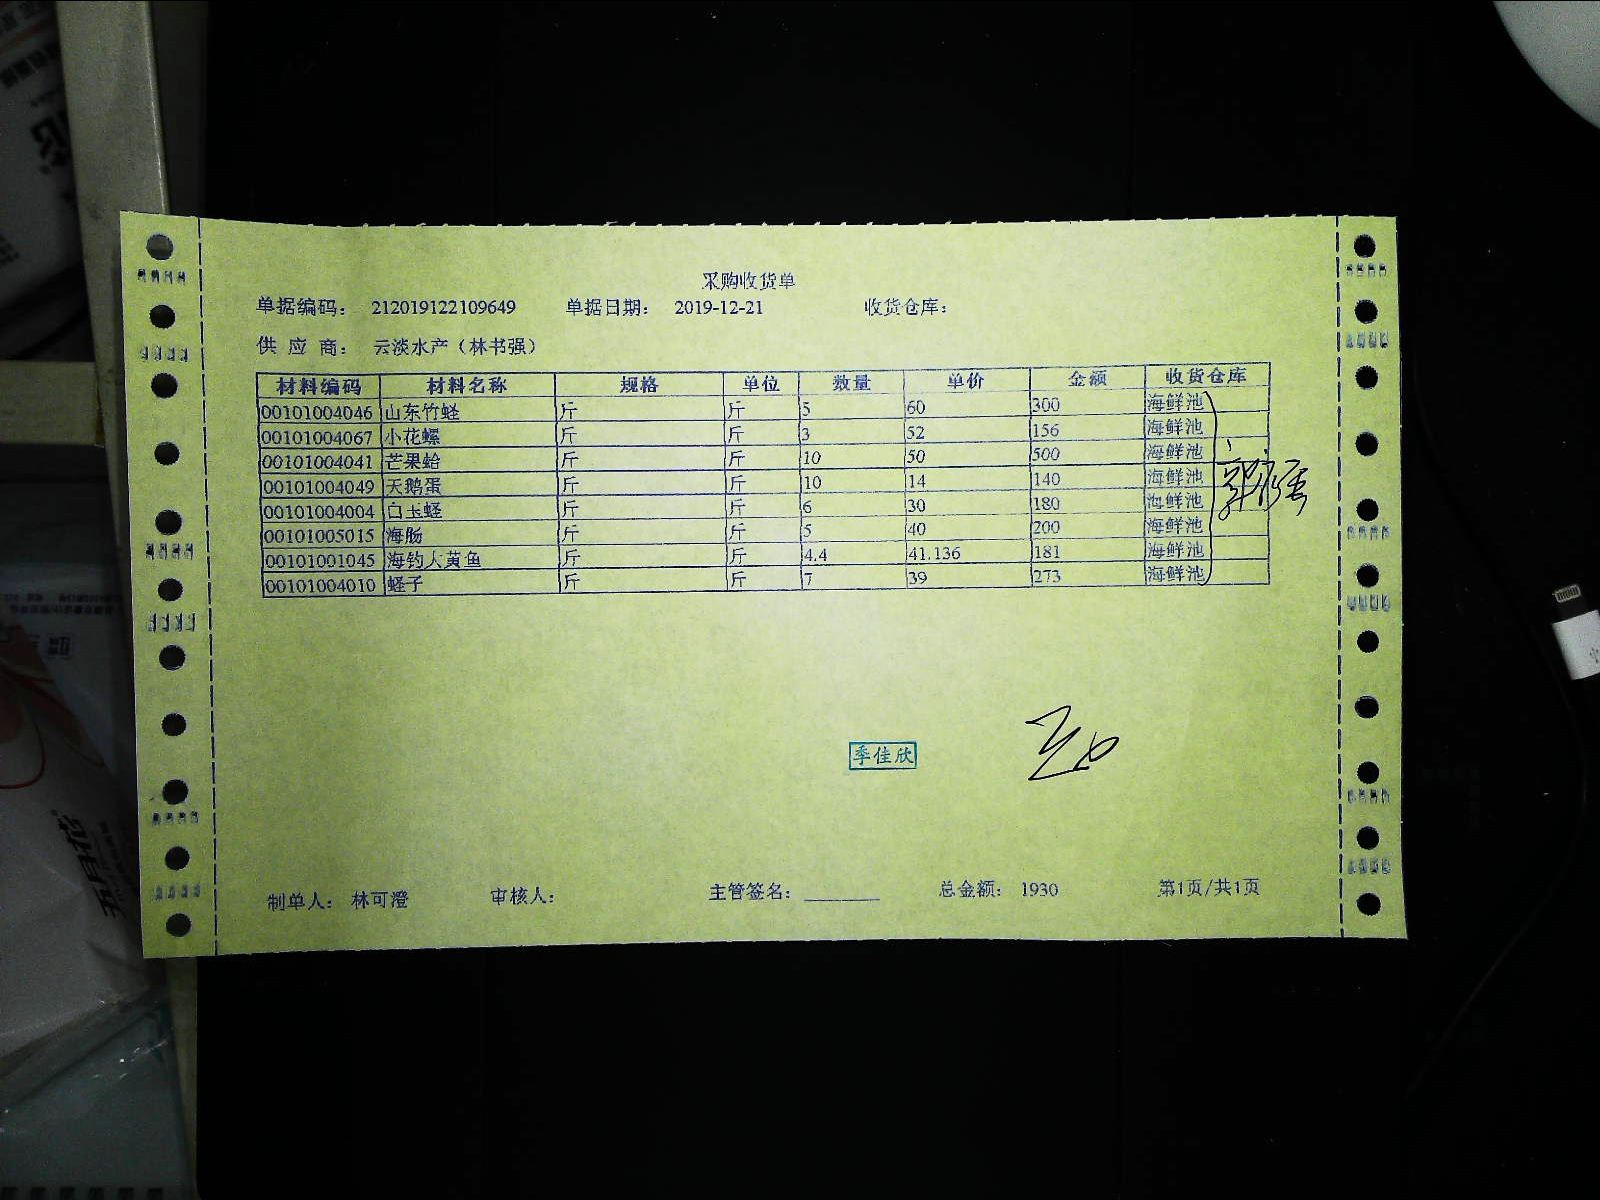 采购收货单
单据编码： 212019122109649 单据日期： 2019-12-21 收货仓库：
供 应 商： 云淡水产（林书强）
材料编码 材料名称 规格 单位 数量 单价 金额 收货仓库
00101004046 山东竹蛏 斤 斤 5 60 300 海鲜池
00101004067 小花螺 斤 斤 3 52 156 海鲜池
00101004041 芒果蛤 斤 斤 10 50 500 海鲜池
00101004049 天鹅蛋 斤 斤 10 14 140 海鲜池
00101004004 白玉蛏 斤 斤 6 30 180 海鲜池
00101005015 海肠 斤 斤 5 40 200 海鲜池
00101001045 海钓大黄鱼 斤 斤 4.4 41.136 181 海鲜池
00101004010 蛏子 斤 斤 7 39 273 海鲜池
季佳欣
制单人： 林可澄 审核人： 主管签名： 总金额： 1930 第1页/共1页